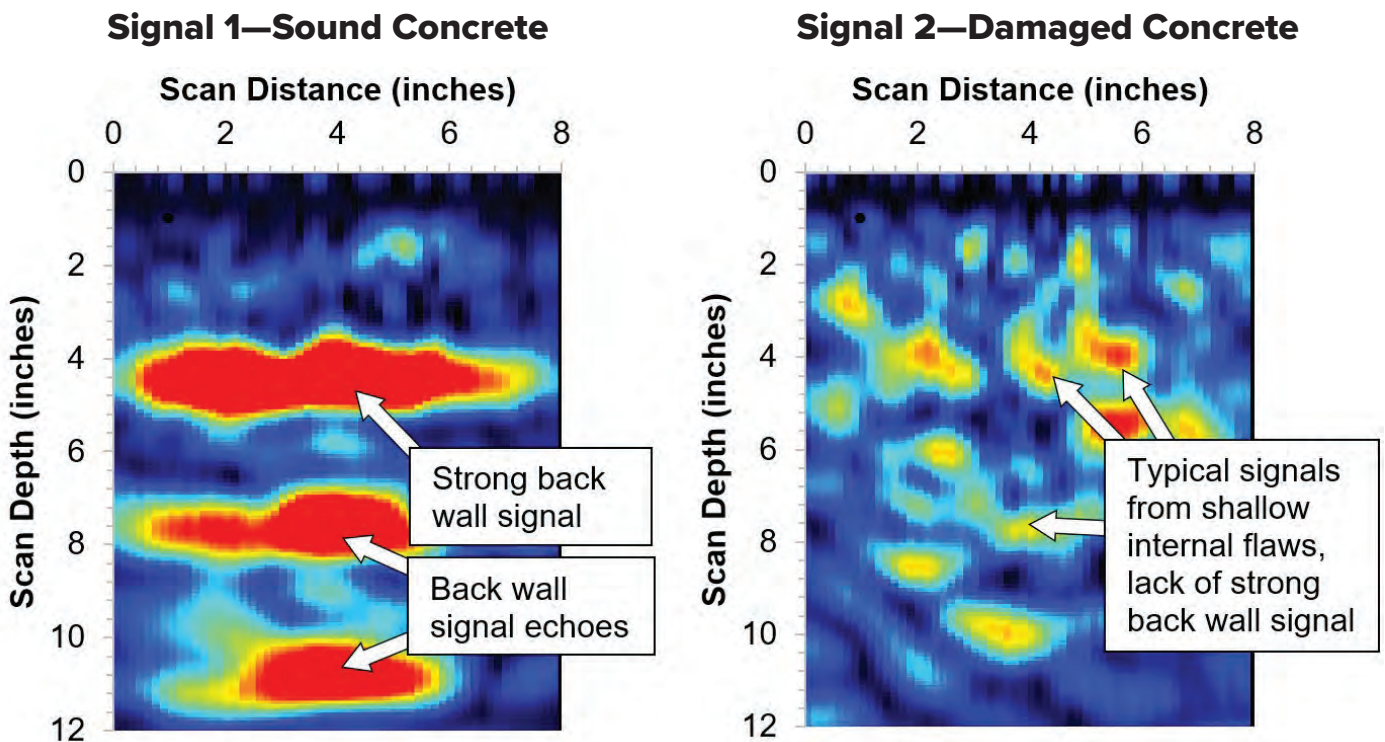 Signal 1—Sound Concrete
Scan Distance (inches)
0 2 4 6 8
0
2
4
6
8
10
12
Scan Depth (inches)
Strong back
wall signal
Back wall
signal echoes
Signal 2—Damaged Concrete
Scan Distance (inches)
0 2 4 6 8
0
2
4
6
8
10
12
Scan Depth (inches)
Typical signals
from shallow
internal flaws,
lack of strong
back wall signal